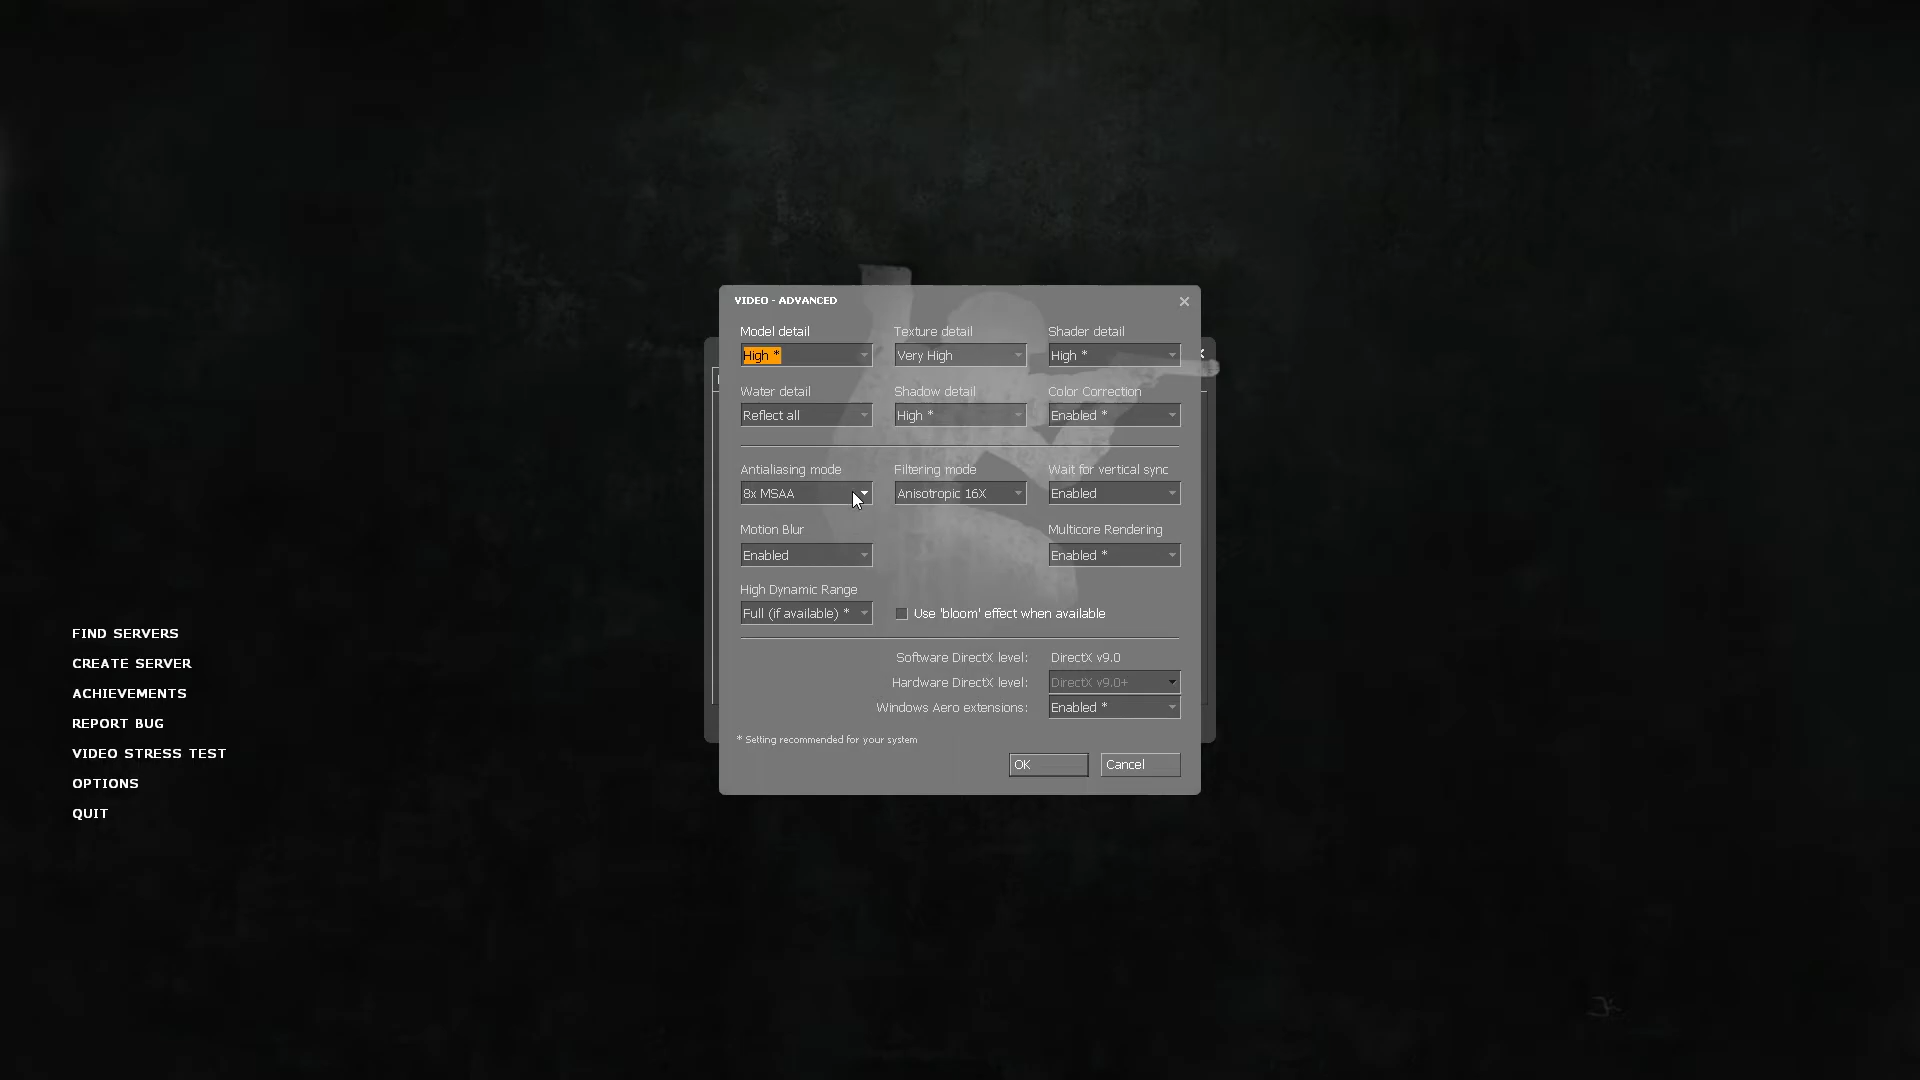 VIDEO - ADVANCED
Model detail
Texture detail
Shader detail
High *
Very High
High *
Water detail
Shadow detail
Color Correction
Reflect all
High *
Enabled *
Antialiasing mode
Filtering mode
Wait for vertical sync
8x MSAA
Anisotropic 16X
Enabled
Motion Blur
Multicore Rendering
Enabled
Enabled *
High Dynamic Range
Full (if available) *
Use 'bloom' effect when available
Software DirectX level:
DirectX v9.0
Hardware DirectX level:
DirectX v9.0+
Windows Aero extensions:
Enabled *
* Setting recommended for your system
OK
Cancel
FIND SERVERS
CREATE SERVER
ACHIEVEMENTS
REPORT BUG
VIDEO STRESS TEST
OPTIONS
QUIT